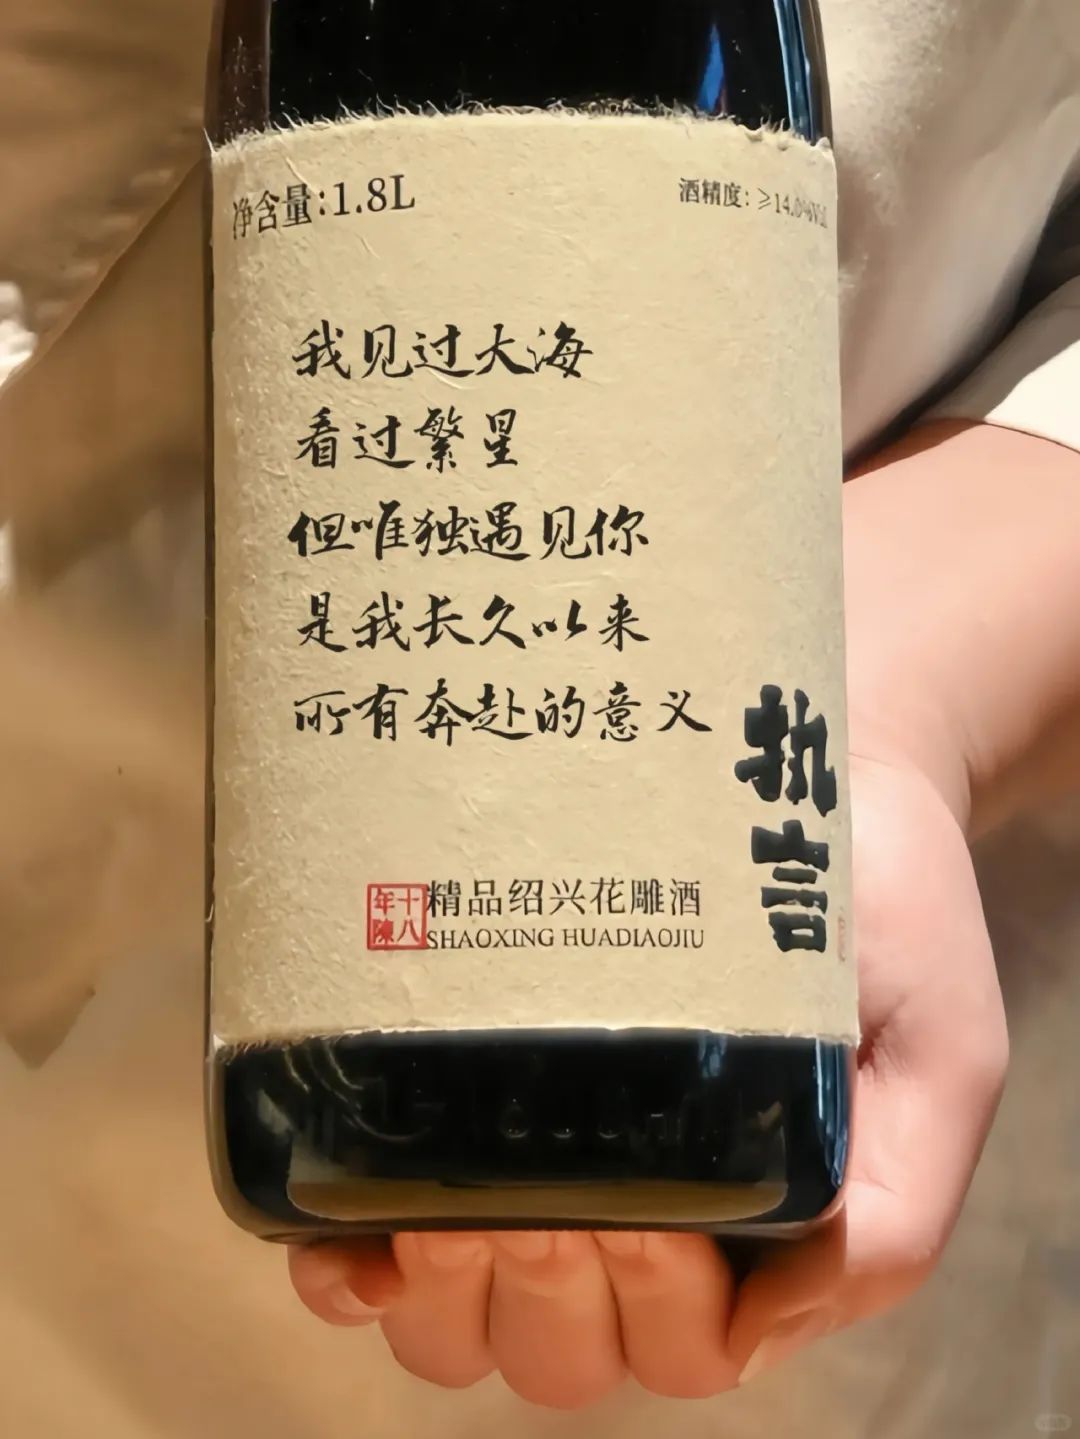 净含量:1.8L
酒精度:≥14.0%Vol
我见过大海
看过繁星
但唯独遇见你
是我长久以来
所有奔赴的意义
执言
十八年陳
精品绍兴花雕酒
SHAOXING HUADIAOJIU